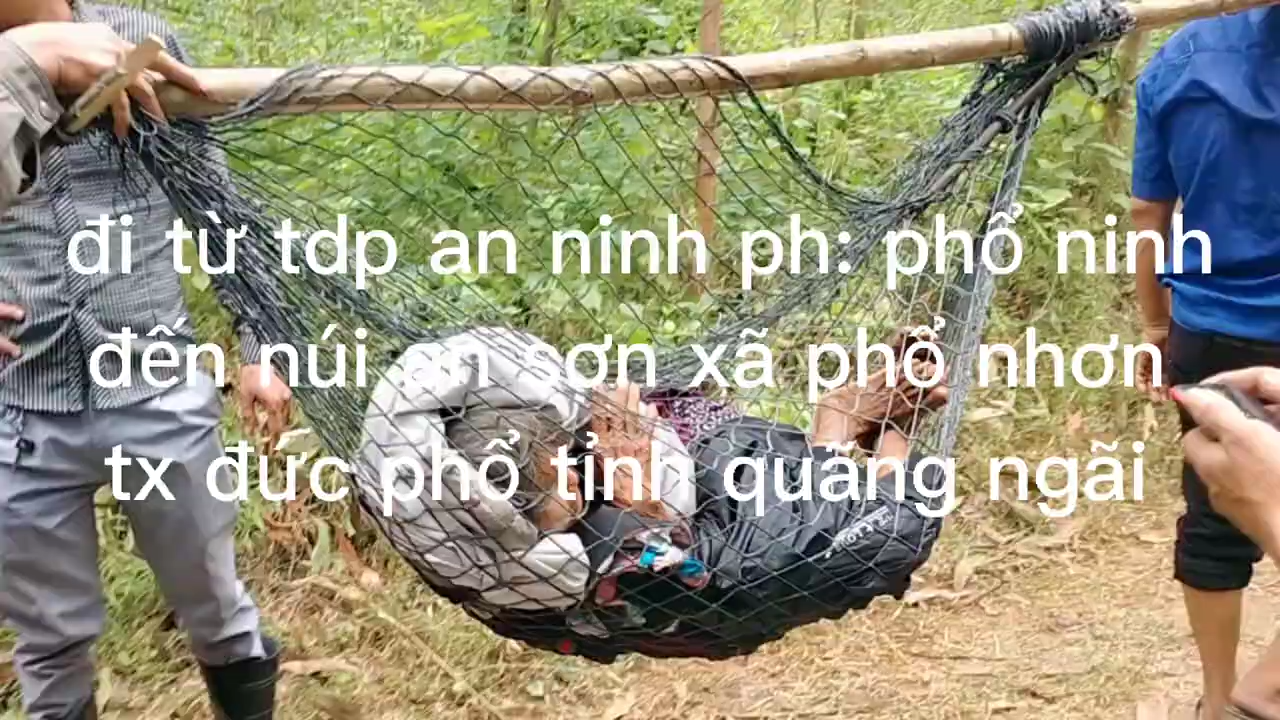 đi từ tdp an ninh ph: phổ ninh
đến núi an sơn xã phổ nhơn
tx đức phổ tỉnh quãng ngãi